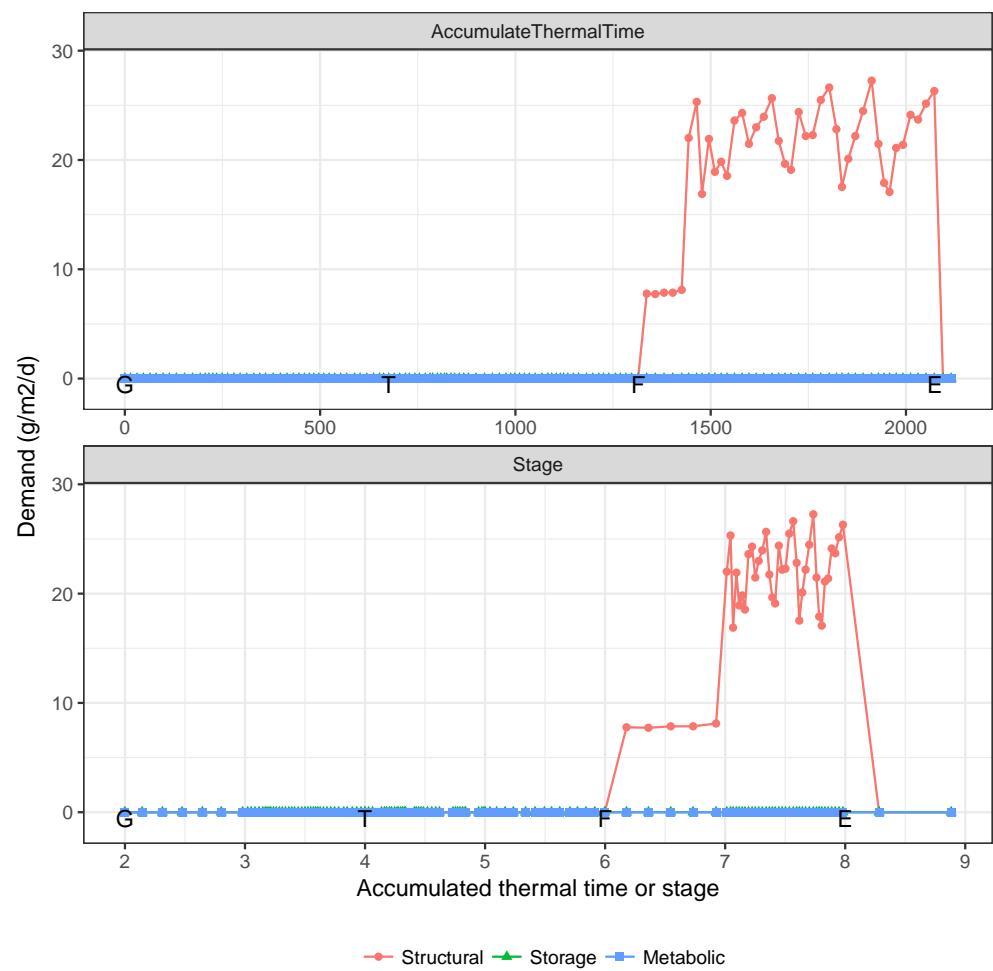 AccumulateThermalTime
30
20
10
0
G T F E
0 500 1000 1500 2000
Demand (g/m2/d)
Stage
30
20
10
0
G T F E
2 3 4 5 6 7 8 9
Accumulated thermal time or stage
Structural Storage Metabolic